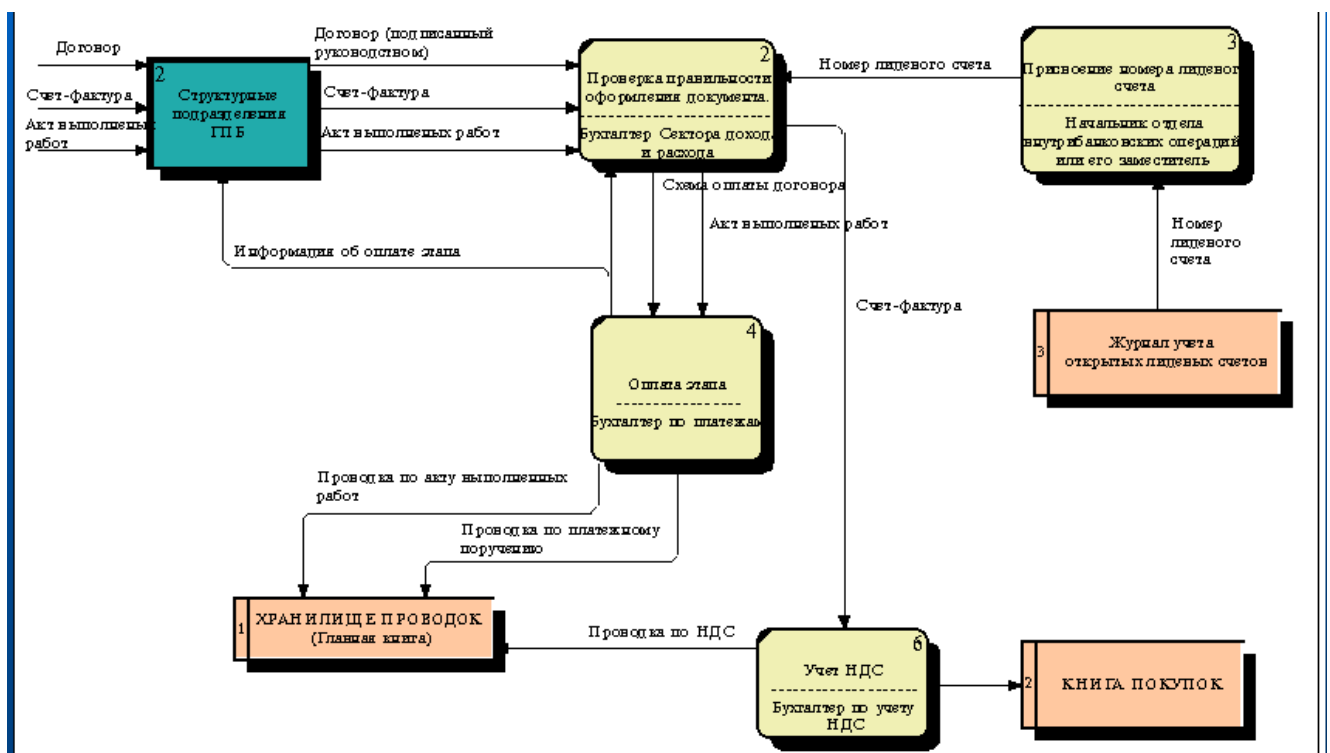 Договор
Счет-фактура
Акт выполненых
работ
2
Структурные
подразделения
ГПБ
Договор (подписанный
руководством)
Счет-фактура
Акт выполненых работ
2
Проверка правильности
оформления документа.
Бухгалтер Сектора дохода
и расхода
Номер лицевого счета
3
Присвоение номера лицевого
счета
Начальник отдела
внутрибанковских операций
или его заместитель
Схема оплаты договора
Акт выполненых работ
Информация об оплате этапа
Номер
лицевого
счета
Счет-фактура
3
Журнал учета
открытых лицевых счетов
4
Оплата этапа
Бухгалтер по платежам
Проводка по акту выполненных
работ
Проводка по платежному
поручению
1
ХРАНИЛИЩЕ ПРОВОДОК
(Главная книга)
Проводка по НДС
6
Учет НДС
Бухгалтер по учету
НДС
2
КНИГА ПОКУПОК